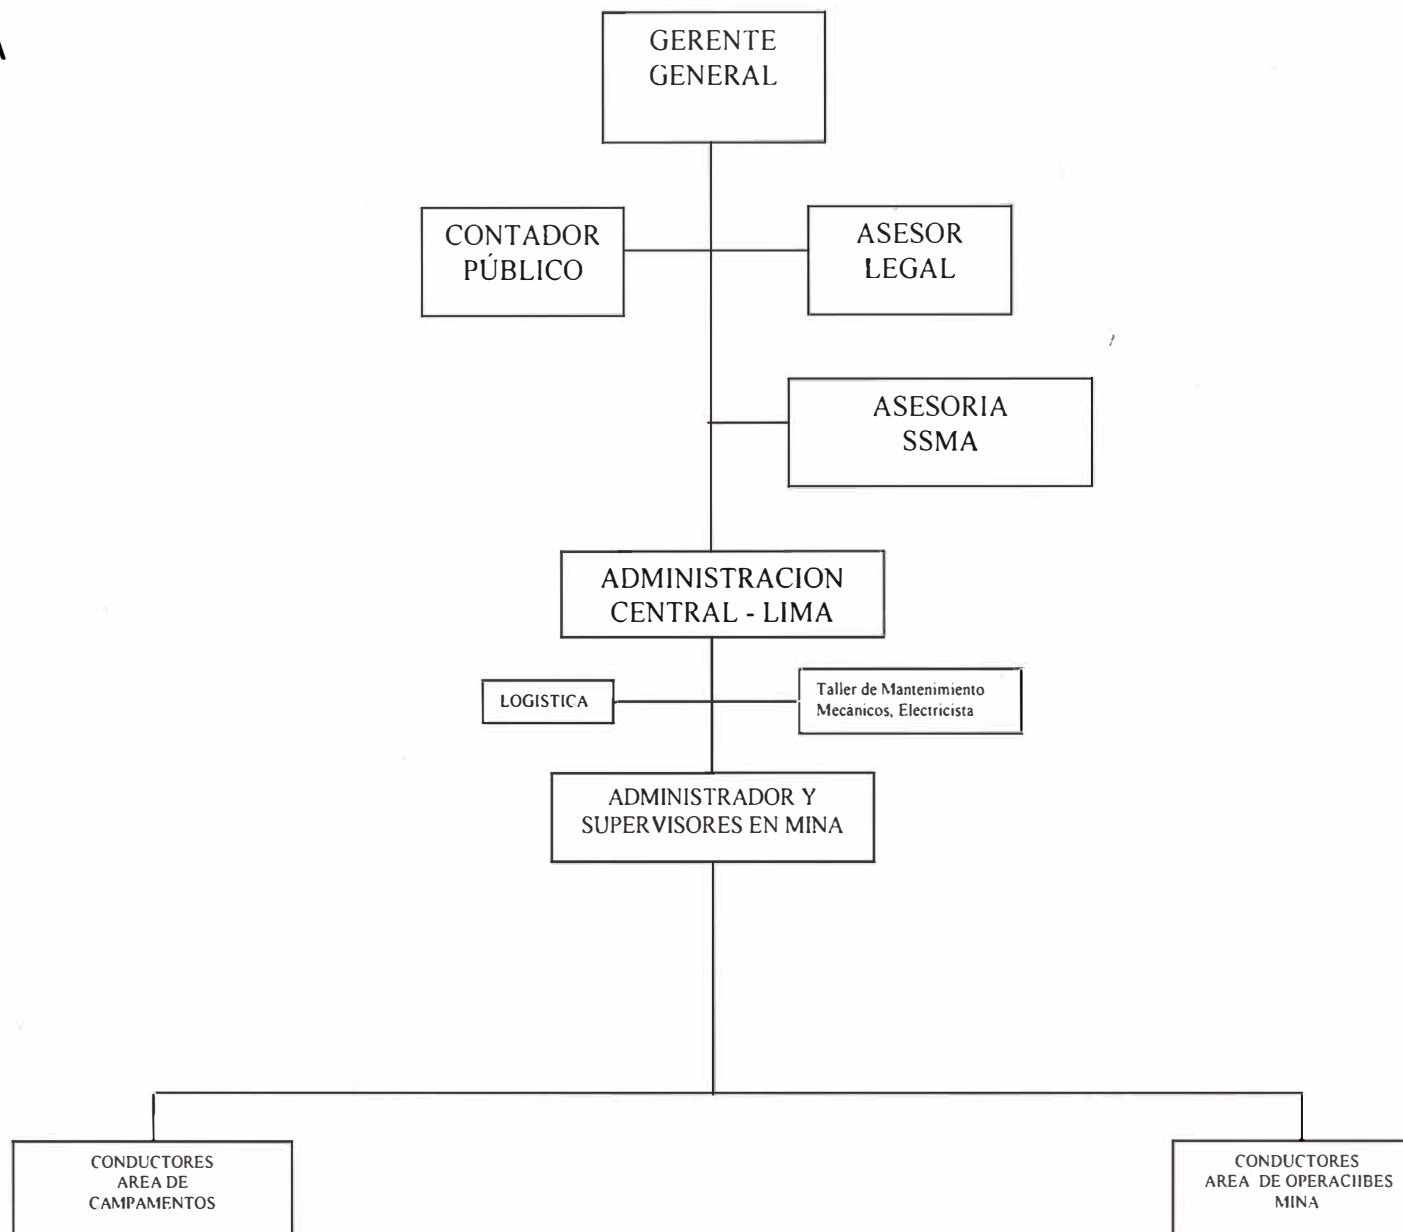 GERENTE
GENERAL
CONTADOR
PÚBLICO
ASESOR
LEGAL
ASESORIA
SSMA
ADMINISTRACION
CENTRAL - LIMA
LOGISTICA
Taller de Mantenimiento
Mecánicos, Electricista
ADMINISTRADOR Y
SUPERVISORES EN MINA
CONDUCTORES
AREA DE
CAMPAMENTOS
CONDUCTORES
AREA DE OPERACIIBES
MINA